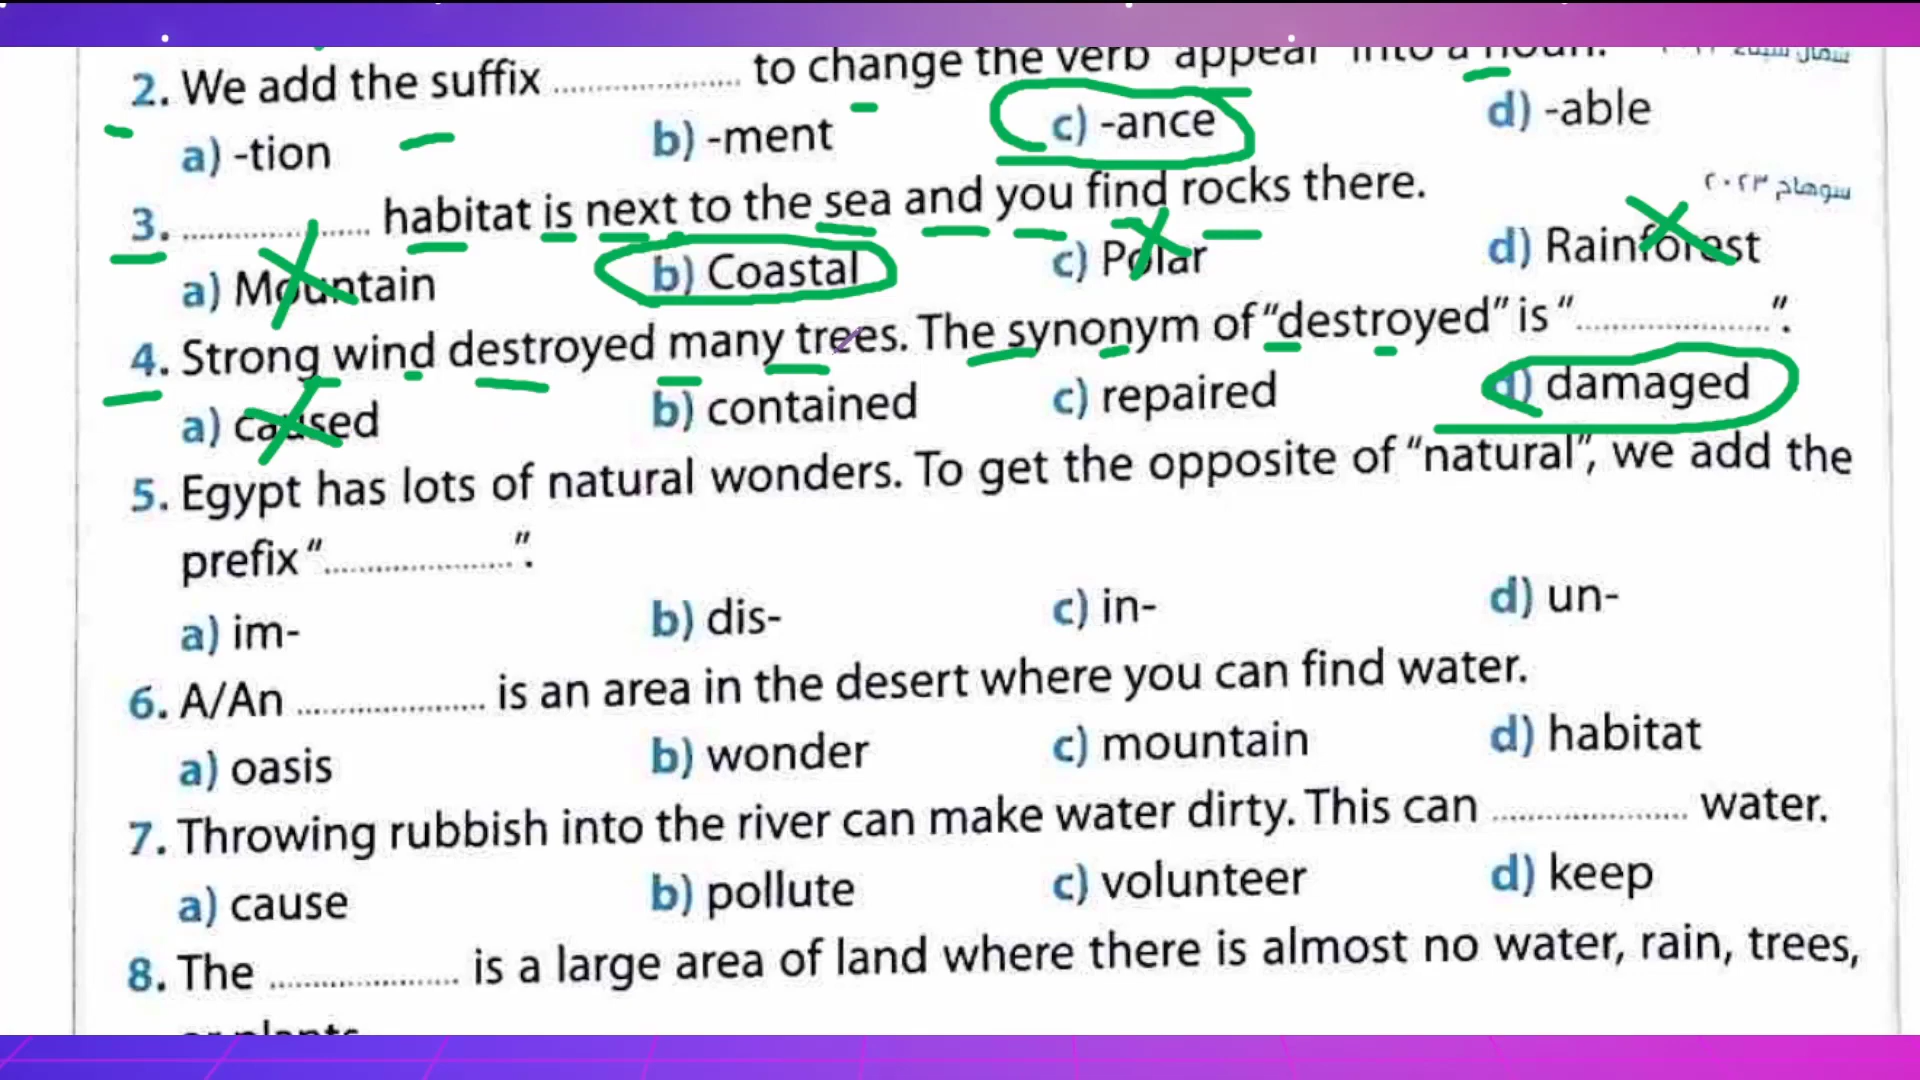 2. We add the suffix .................... to change the verb "appear" into a noun.
a) -tion b) -ment c) -ance d) -able
3. .................... habitat is next to the sea and you find rocks there. سوهاج ٢٠٢٣
a) Mountain b) Coastal c) Polar d) Rainforest
4. Strong wind destroyed many trees. The synonym of “destroyed” is “....................”.
a) caused b) contained c) repaired d) damaged
5. Egypt has lots of natural wonders. To get the opposite of “natural”, we add the
prefix “....................”.
a) im- b) dis- c) in- d) un-
6. A/An .................... is an area in the desert where you can find water.
a) oasis b) wonder c) mountain d) habitat
7. Throwing rubbish into the river can make water dirty. This can .................... water.
a) cause b) pollute c) volunteer d) keep
8. The .................... is a large area of land where there is almost no water, rain, trees,
or plants